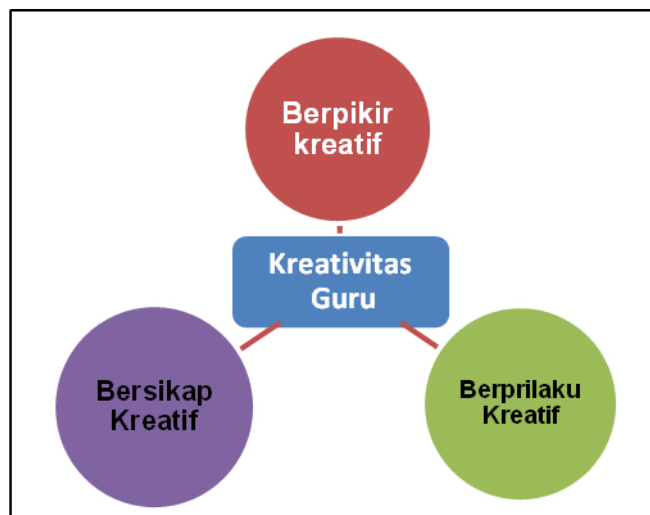 Berpikir
kreatif
Kreativitas
Guru
Bersikap
Kreatif
Berprilaku
Kreatif